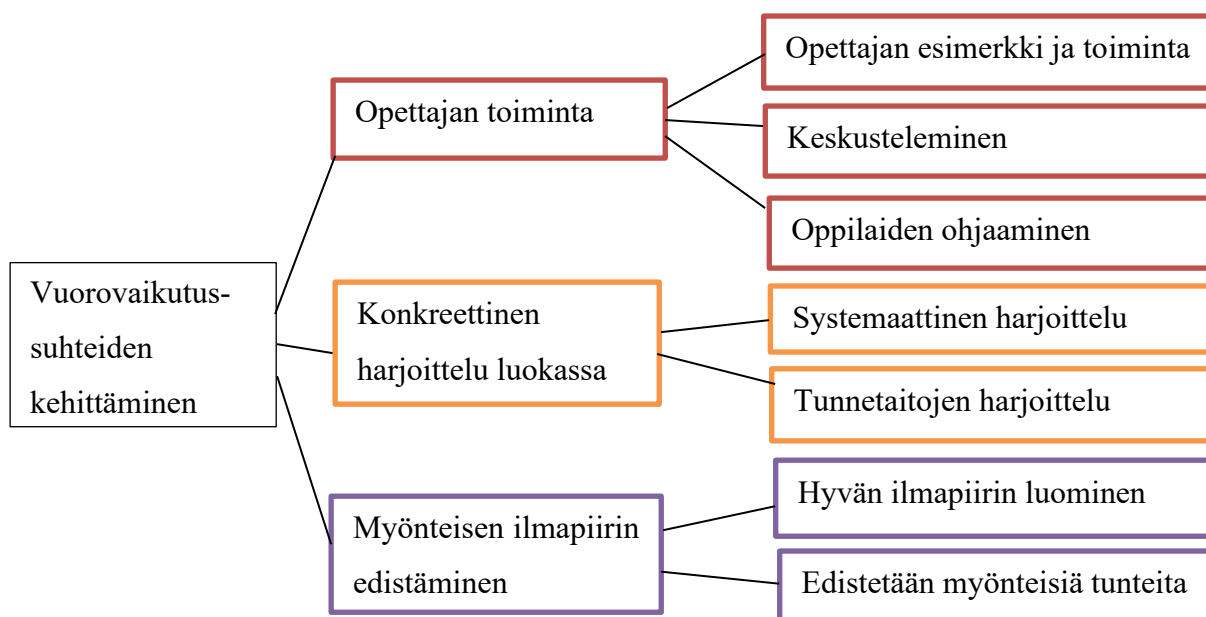 Opettajan esimerkki ja toiminta
Opettajan toiminta
Keskusteleminen
Oppilaiden ohjaaminen
Vuorovaikutus-
suhteiden
kehittäminen
Konkreettinen
harjoittelu luokassa
Systemaattinen harjoittelu
Tunnetaitojen harjoittelu
Myönteisen ilmapiirin
edistäminen
Hyvän ilmapiirin luominen
Edistetään myönteisiä tunteita